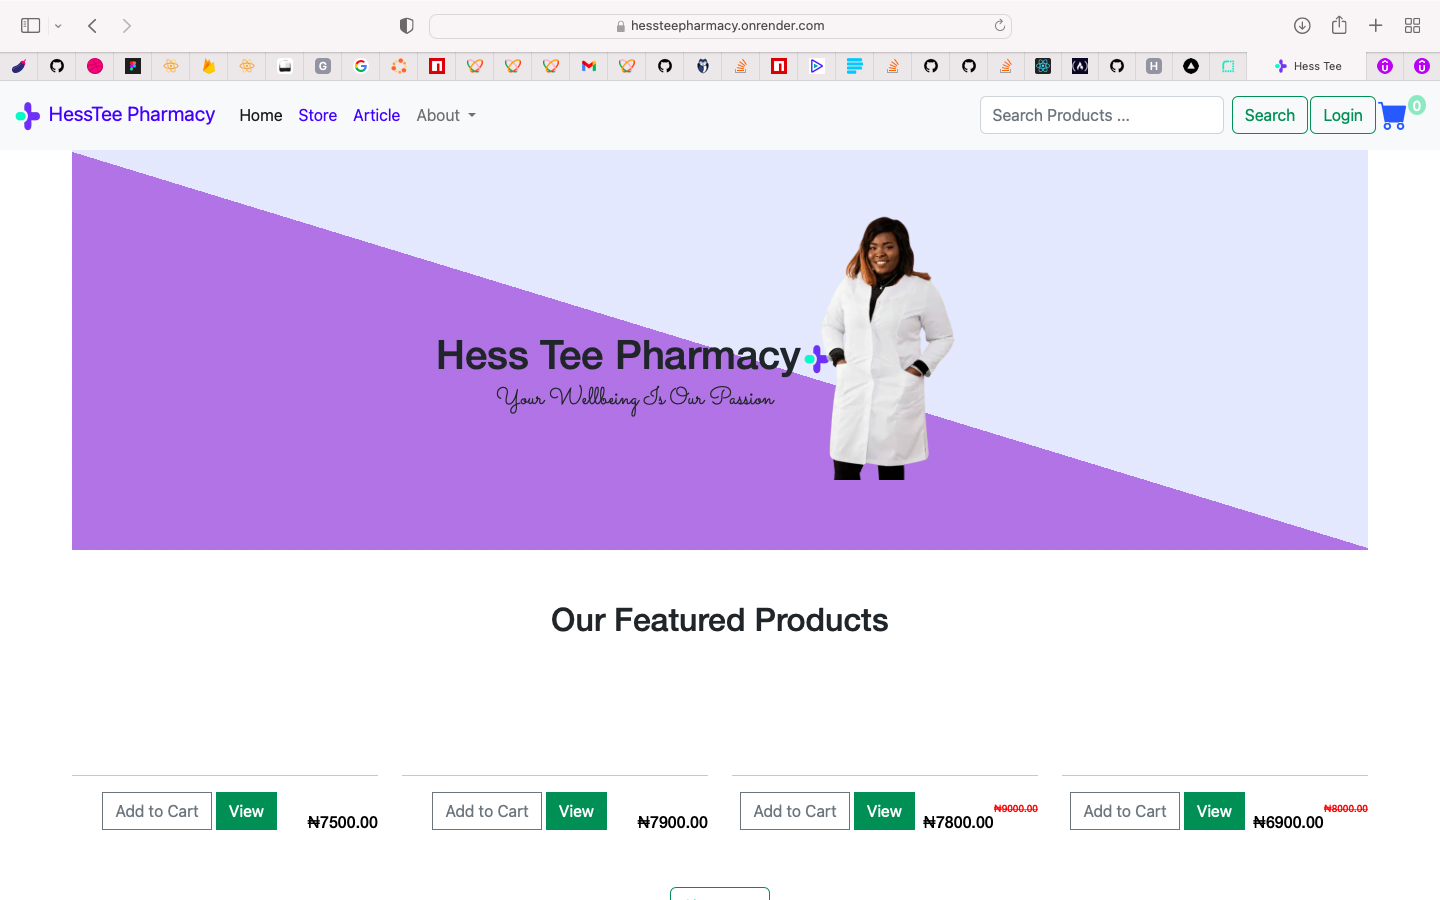 hessteepharmacy.onrender.com
Hess Tee
HessTee Pharmacy Home Store Article About Search Products ... Search Login 0
Hess Tee Pharmacy
Your Wellbeing Is Our Passion
Our Featured Products
Add to Cart View ₦7500.00
Add to Cart View ₦7900.00
Add to Cart View ₦7800.00 ₦9000.00
Add to Cart View ₦6900.00 ₦8000.00